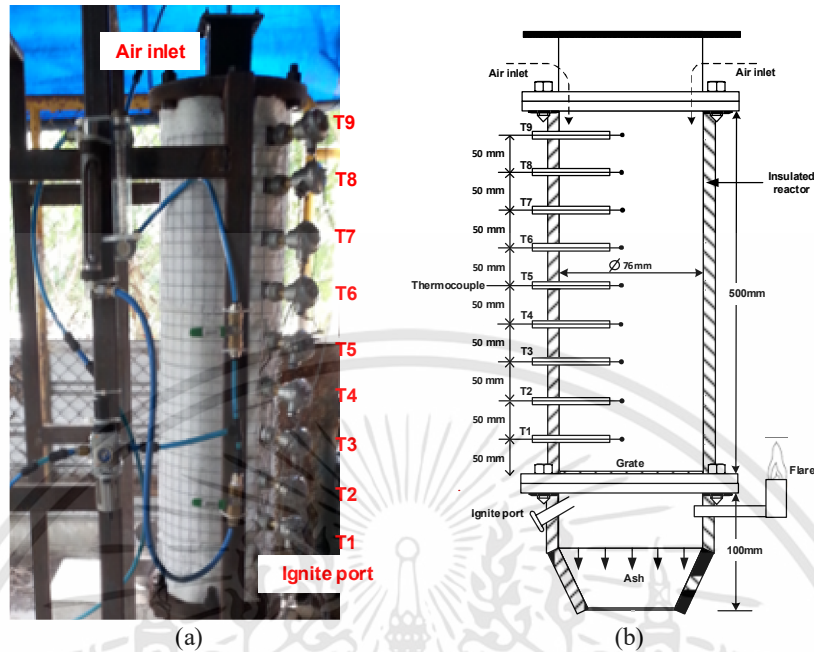 Air inlet
T9
T8
T7
T6
T5
T4
T3
T2
T1
Ignite port
(a)
Air inlet
Air inlet
T9
50 mm
T8
50 mm
T7
50 mm
T6
50 mm
Thermocouple
T5
50 mm
T4
50 mm
T3
50 mm
T2
50 mm
T1
50 mm
Insulated
reactor
Ø 76mm
500mm
Grate
Flare
Ignite port
100mm
Ash
(b)